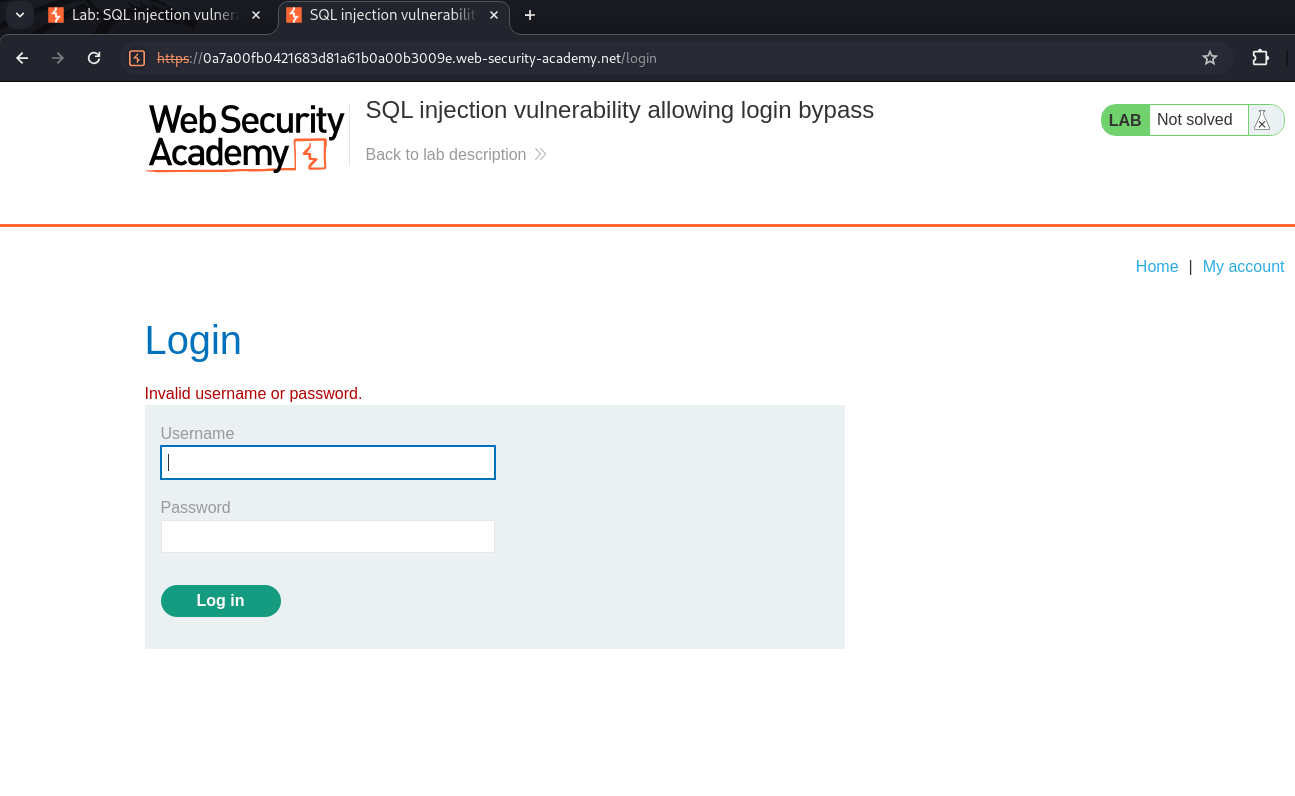 Lab: SQL injection vulner
SQL injection vulnerabilit
https://0a7a00fb0421683d81a61b0a00b3009e.web-security-academy.net/login
Web Security
Academy
SQL injection vulnerability allowing login bypass
Back to lab description
LAB
Not solved
Home | My account
Login
Invalid username or password.
Username
Password
Log in